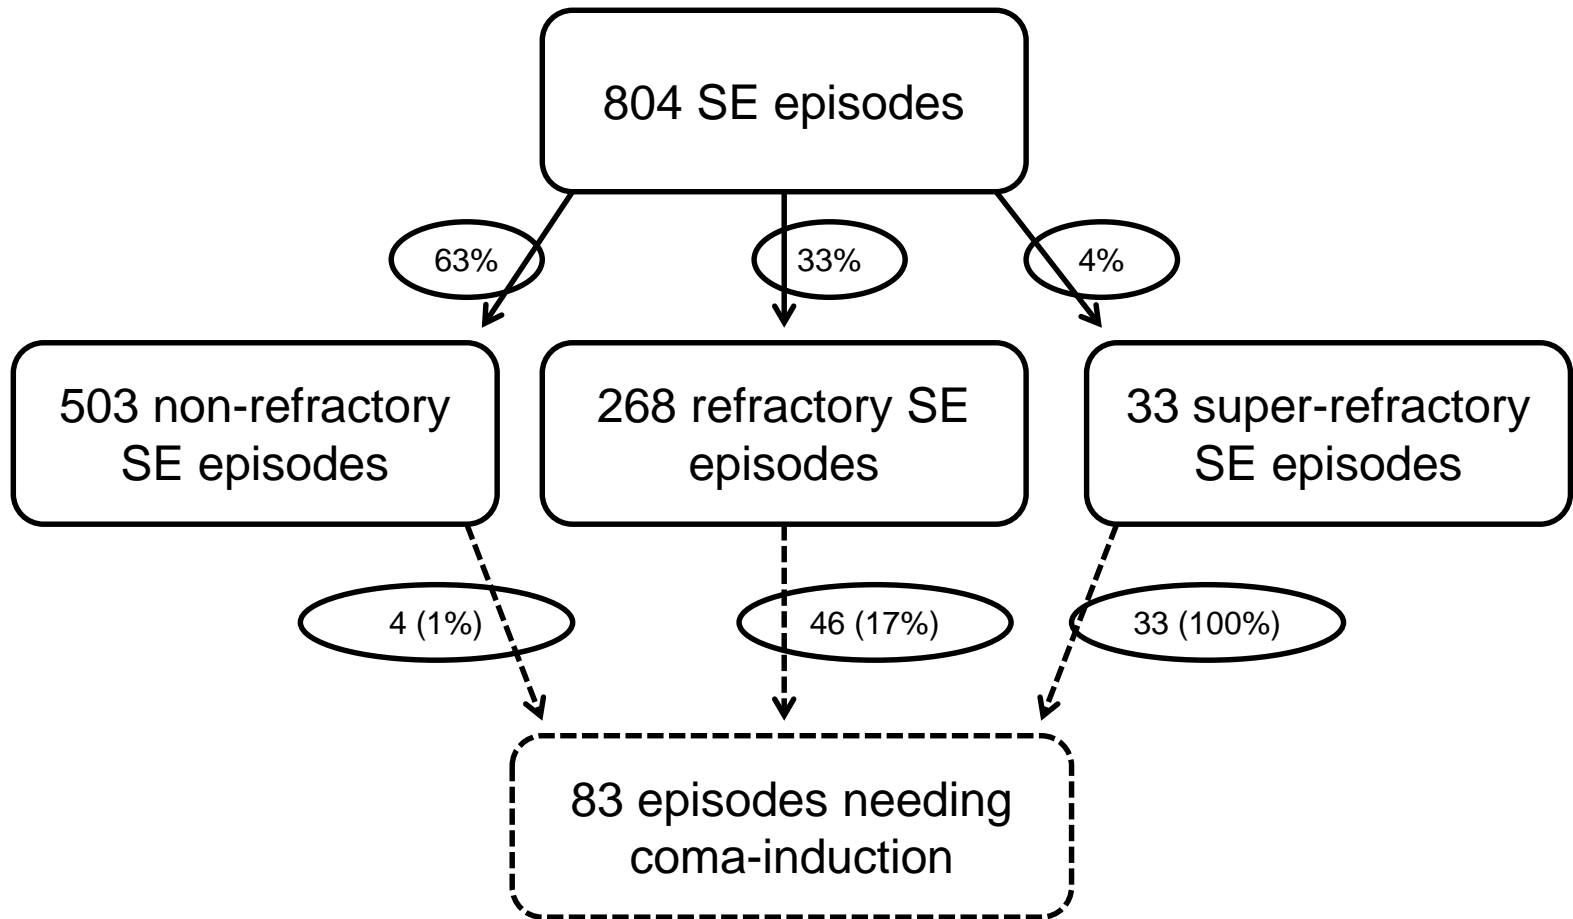 804 SE episodes
63%
33%
4%
503 non-refractory
SE episodes
268 refractory SE
episodes
33 super-refractory
SE episodes
4 (1%)
46 (17%)
33 (100%)
83 episodes needing
coma-induction